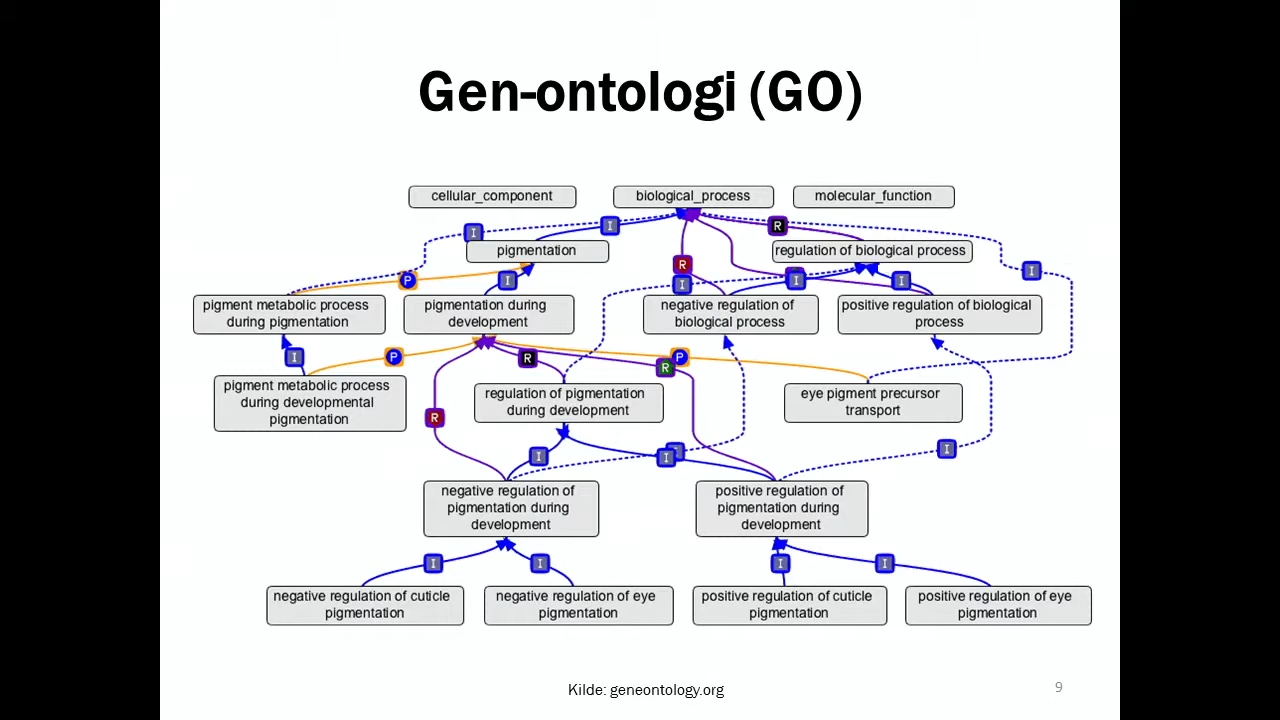 Gen-ontologi (GO)
cellular_component
biological_process
molecular_function
I
I
R
pigmentation
regulation of biological process
P
I
R
I
I
I
I
pigment metabolic process
during pigmentation
pigmentation during
development
negative regulation of
biological process
positive regulation of biological
process
I
P
R
P
R
pigment metabolic process
during developmental
pigmentation
regulation of pigmentation
during development
eye pigment precursor
transport
R
I
I
I
I
negative regulation of
pigmentation during
development
positive regulation of
pigmentation during
development
I
I
I
I
negative regulation of cuticle
pigmentation
negative regulation of eye
pigmentation
positive regulation of cuticle
pigmentation
positive regulation of eye
pigmentation
Kilde: geneontology.org
9